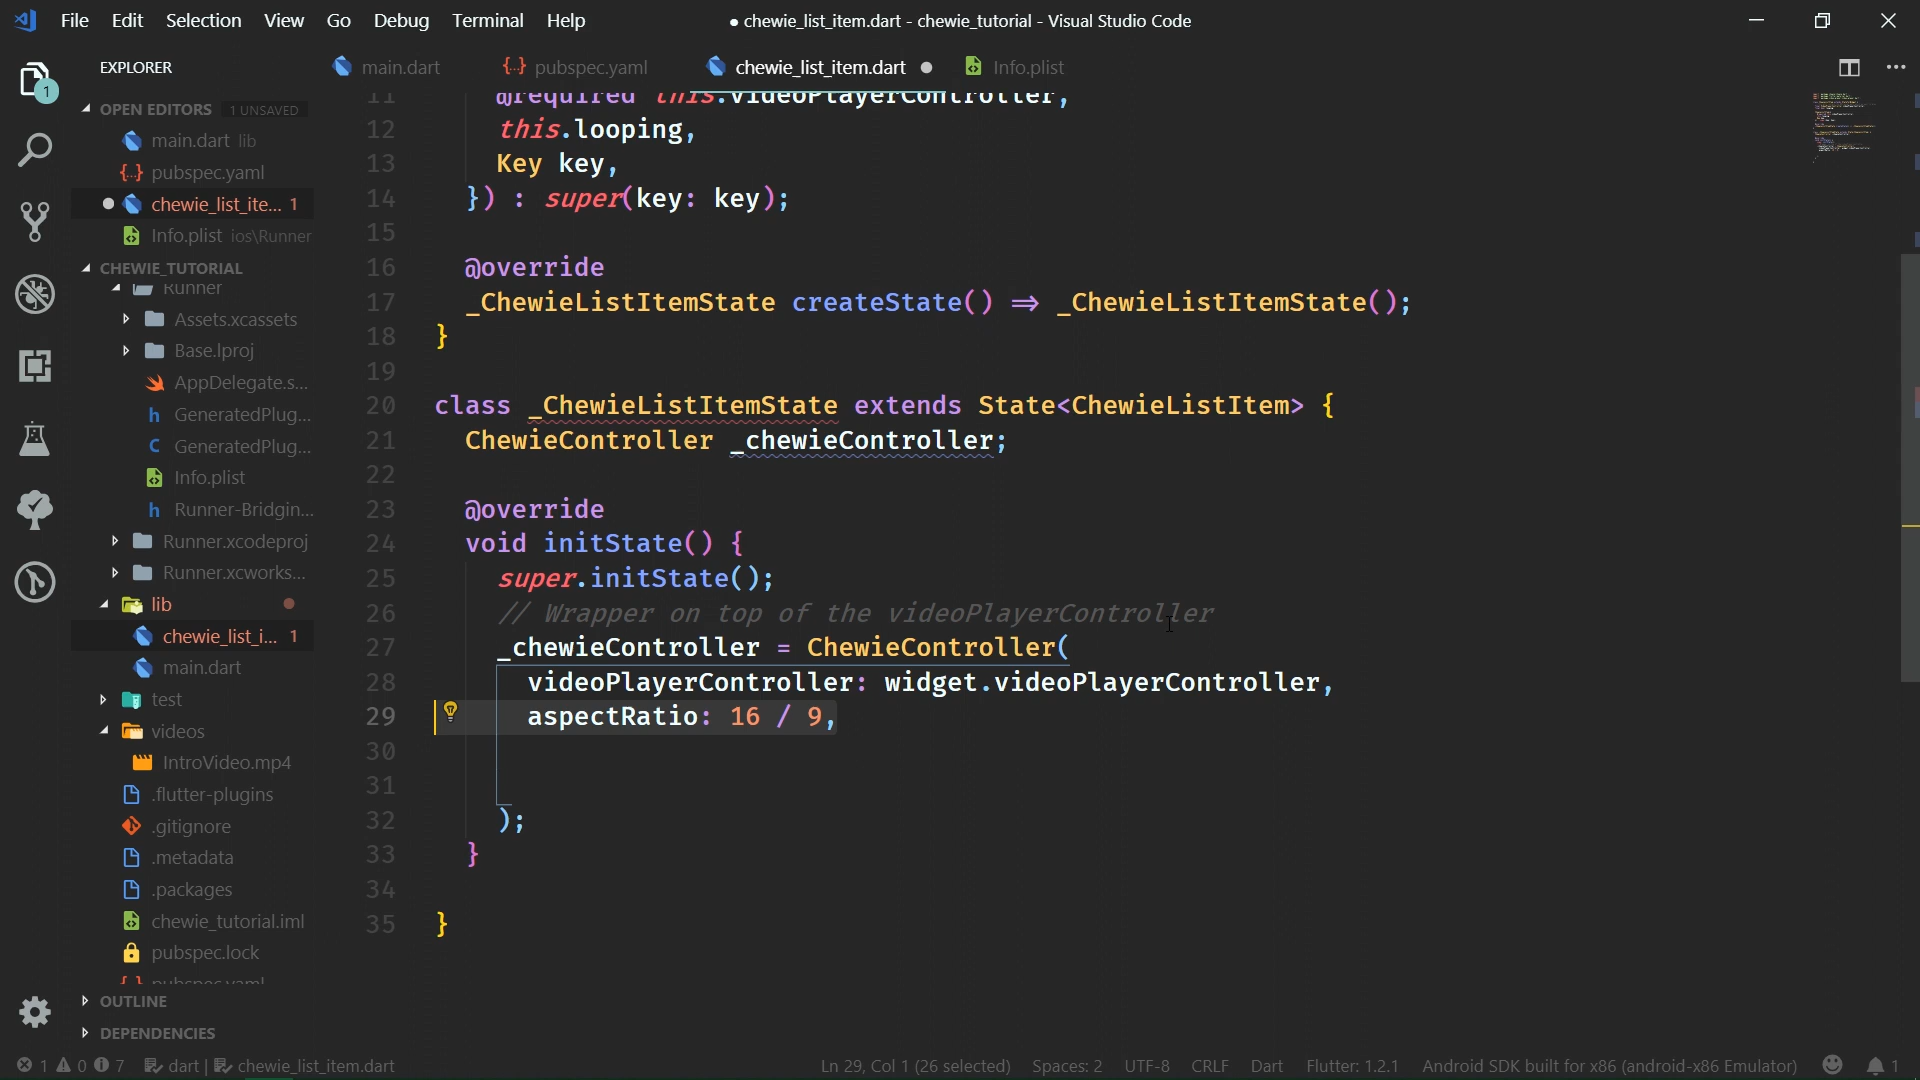 File Edit Selection View Go Debug Terminal Help
● chewie_list_item.dart - chewie_tutorial - Visual Studio Code
EXPLORER
main.dart
pubspec.yaml
chewie_list_item.dart
Info.plist
1
OPEN EDITORS 1 UNSAVED
main.dart lib
pubspec.yaml
chewie_list_ite... 1
Info.plist ios\Runner
CHEWIE_TUTORIAL
Runner
Assets.xcassets
Base.lproj
AppDelegate.s...
h GeneratedPlug...
C GeneratedPlug...
Info.plist
h Runner-Bridgin...
Runner.xcodeproj
Runner.xcworks...
lib
chewie_list_i... 1
main.dart
test
videos
IntroVideo.mp4
.flutter-plugins
.gitignore
.metadata
.packages
chewie_tutorial.iml
pubspec.lock
pubspec.yaml
OUTLINE
DEPENDENCIES
11 @required this.videoPlayerController,
12 this.looping,
13 Key key,
14 }) : super(key: key);
15
16 @override
17 _ChewieListItemState createState() => _ChewieListItemState();
18 }
19
20 class _ChewieListItemState extends State<ChewieListItem> {
21 ChewieController _chewieController;
22
23 @override
24 void initState() {
25 super.initState();
26 // Wrapper on top of the videoPlayerController
27 _chewieController = ChewieController(
28 videoPlayerController: widget.videoPlayerController,
29 aspectRatio: 16 / 9,
30
31
32 );
33 }
34
35 }
1 0 7 dart | chewie_list_item.dart
Ln 29, Col 1 (26 selected) Spaces: 2 UTF-8 CRLF Dart Flutter: 1.2.1 Android SDK built for x86 (android-x86 Emulator) 1